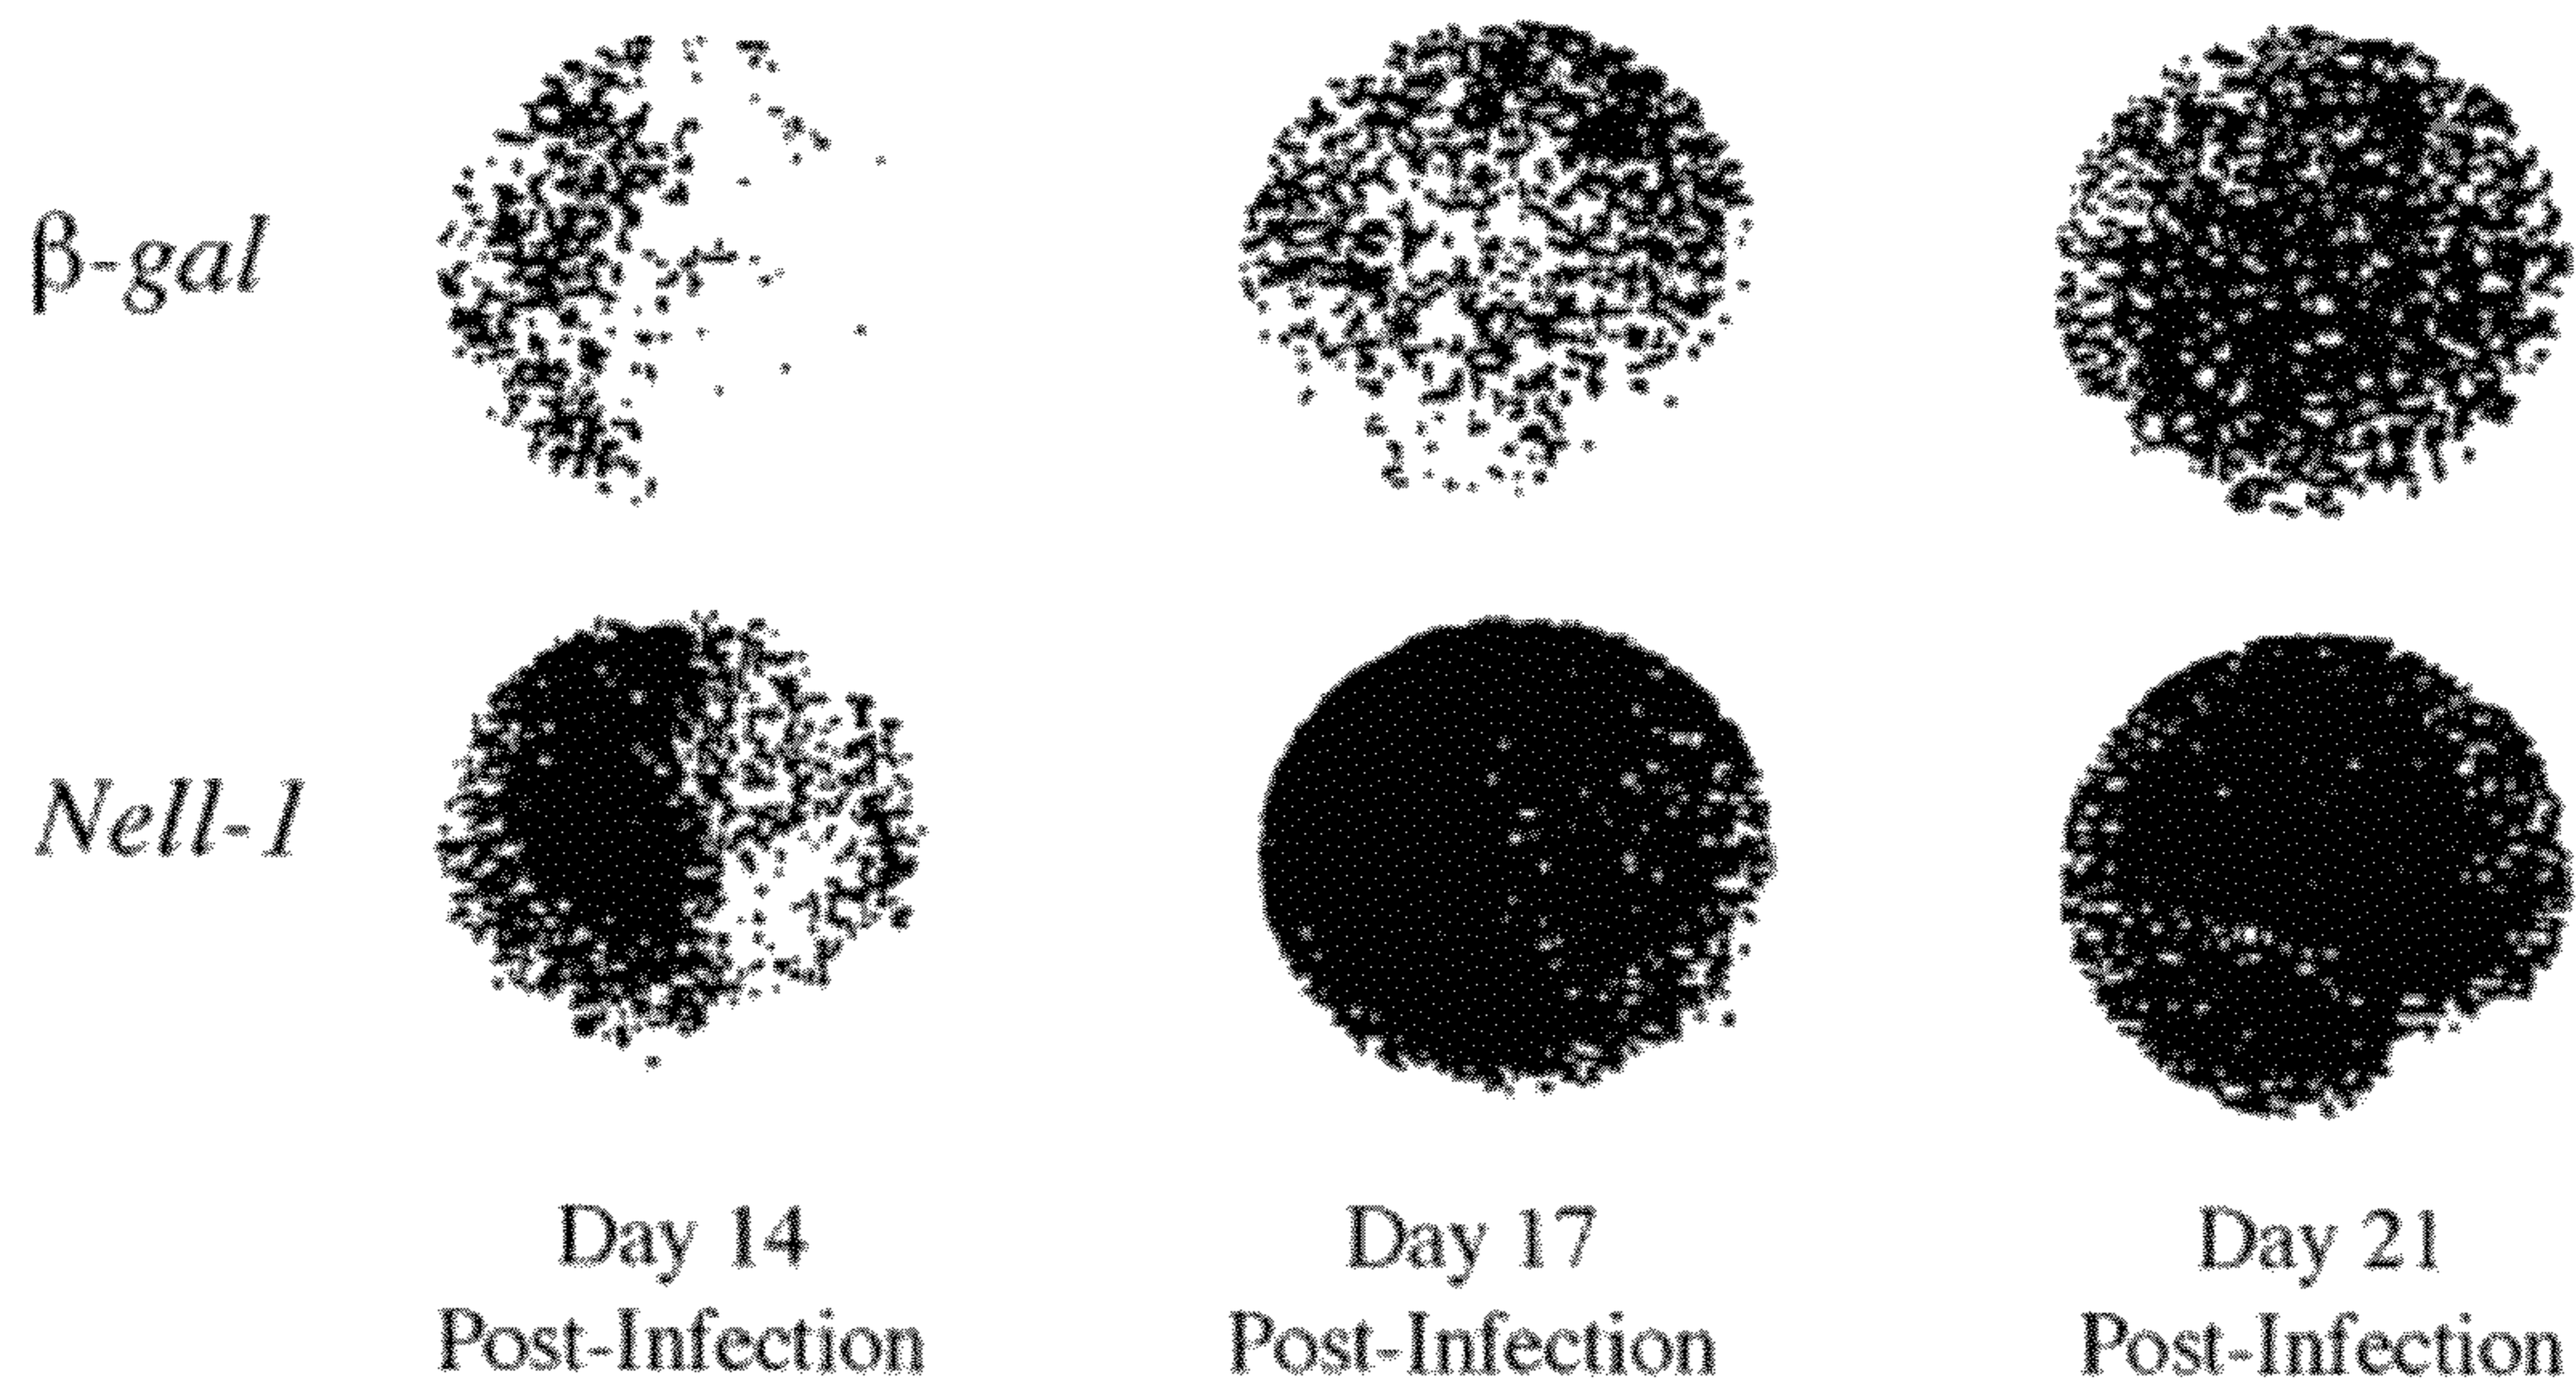 β-gal
Nell-1
Day 14
Post-Infection
Day 17
Post-Infection
Day 21
Post-Infection